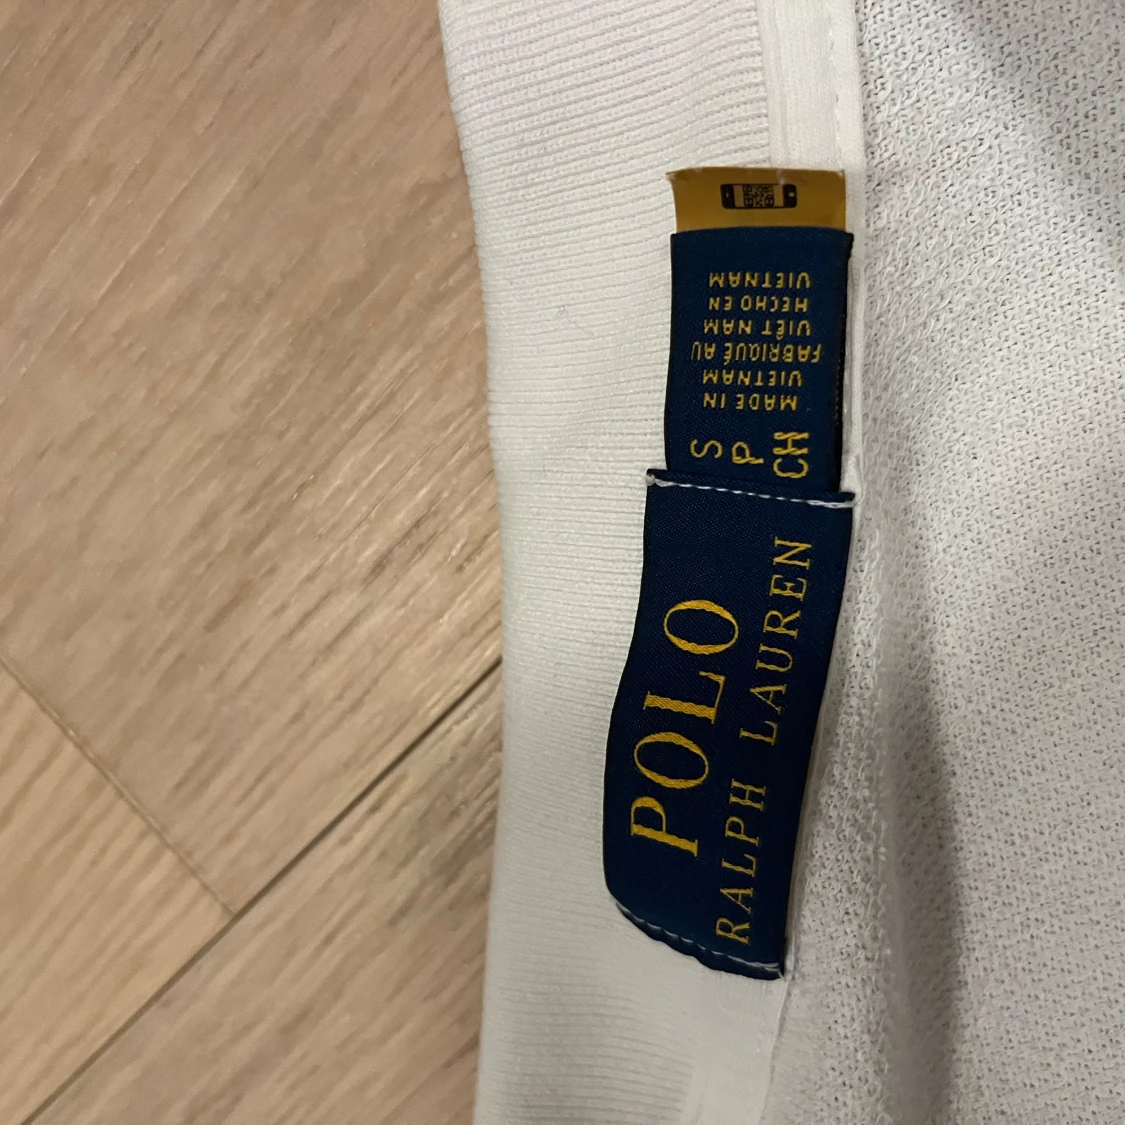 POLO
RALPH LAUREN
S
P
CH
MADE IN
VIETNAM
FABRIQUÉ AU
VIÊT NAM
HECHO EN
VIETNAM